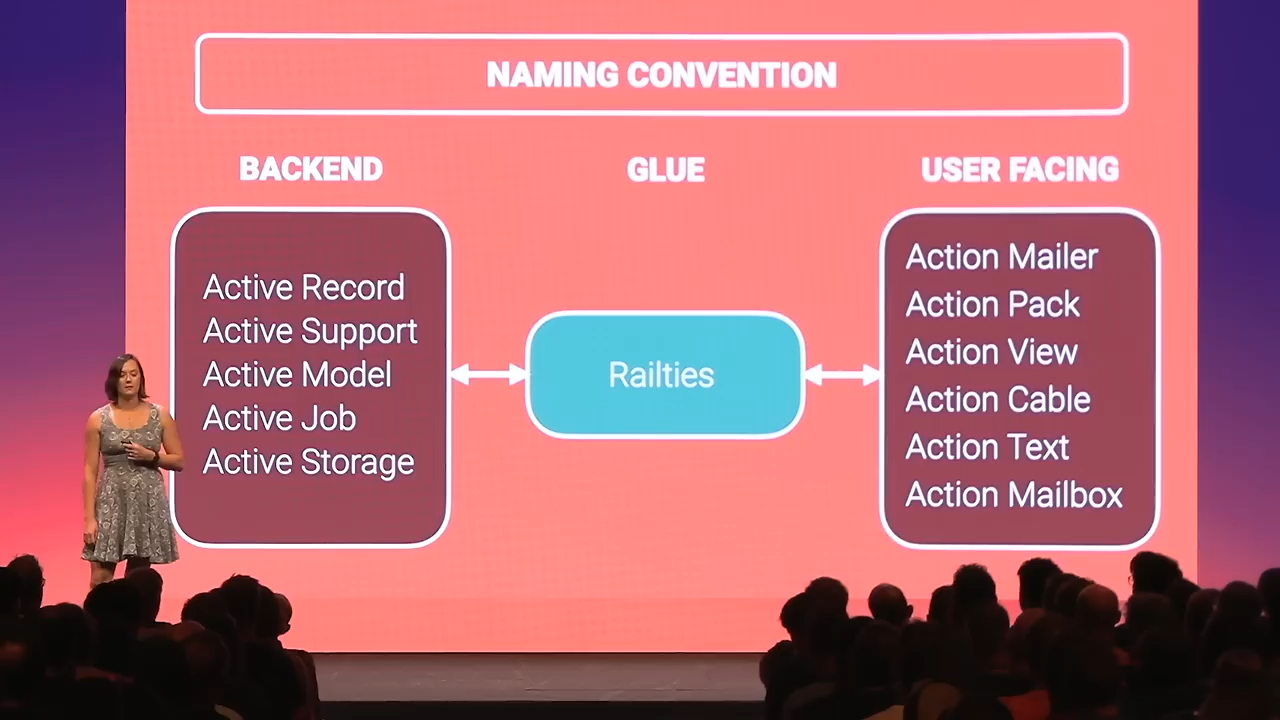 NAMING CONVENTION
BACKEND
GLUE
USER FACING
Active Record
Active Support
Active Model
Active Job
Active Storage
Railties
Action Mailer
Action Pack
Action View
Action Cable
Action Text
Action Mailbox